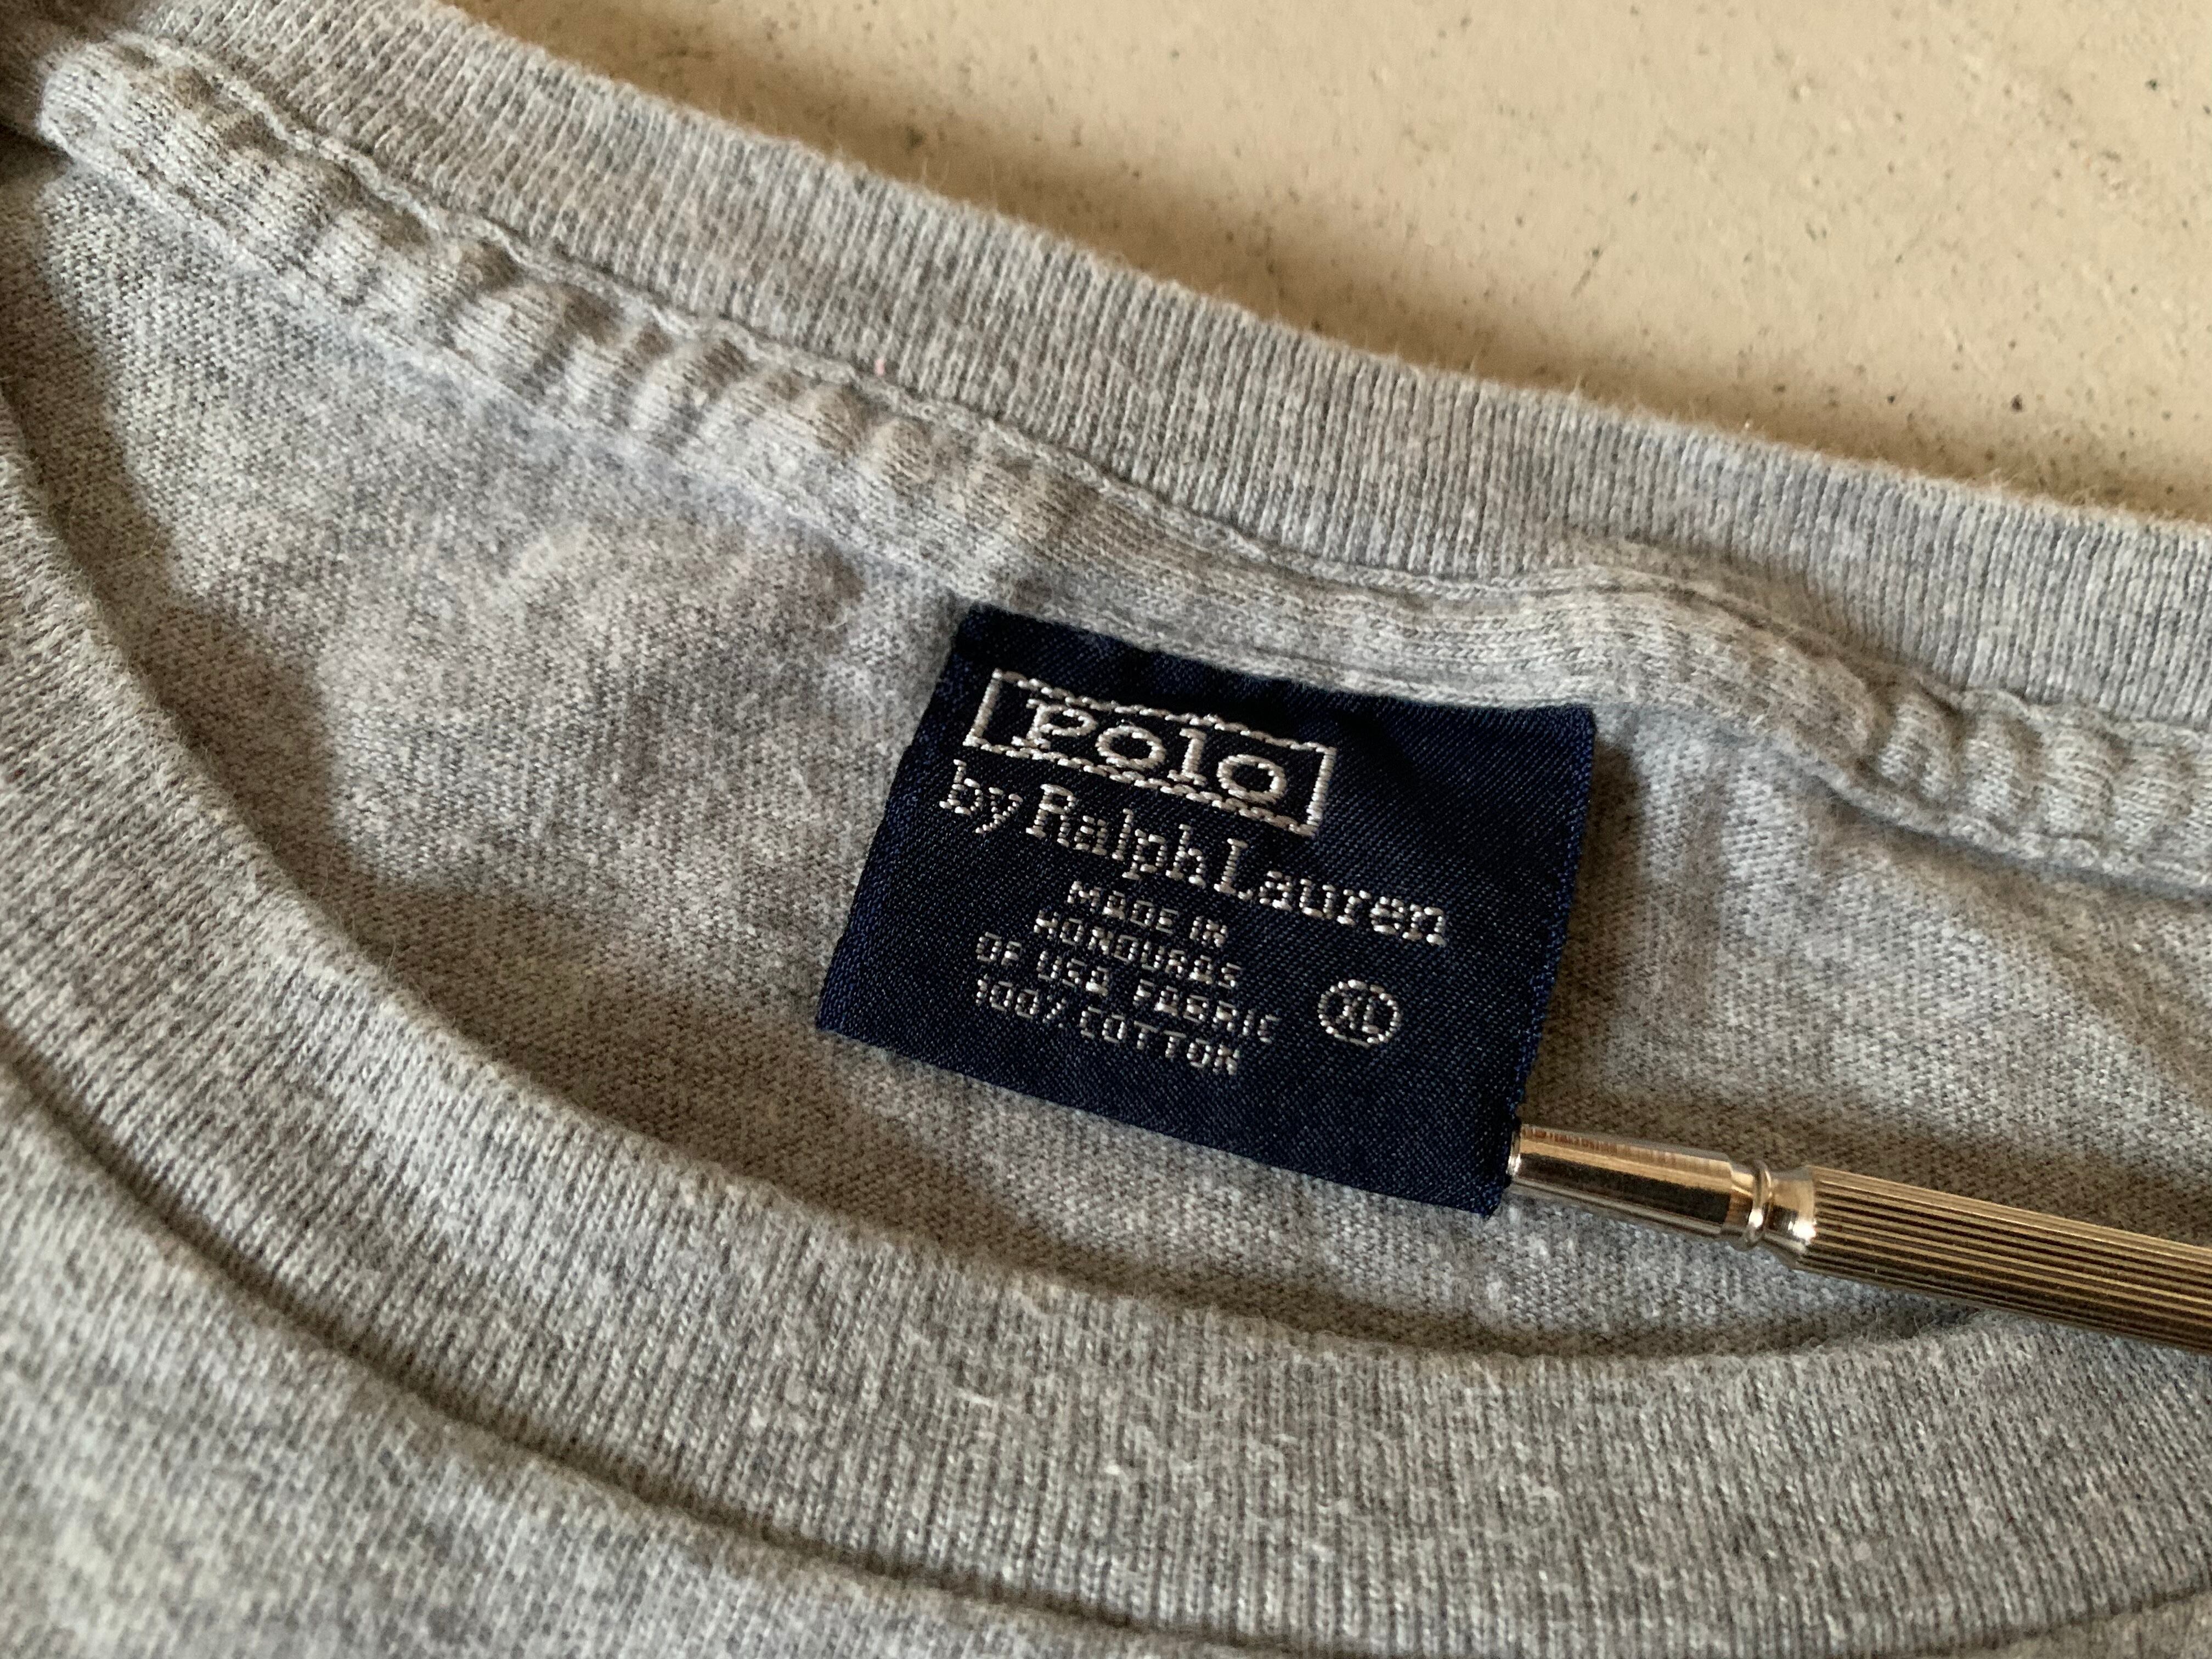 Polo
by Ralph Lauren
MADE IN
HONDURAS
OF USA FABRIC
100% COTTON
XL